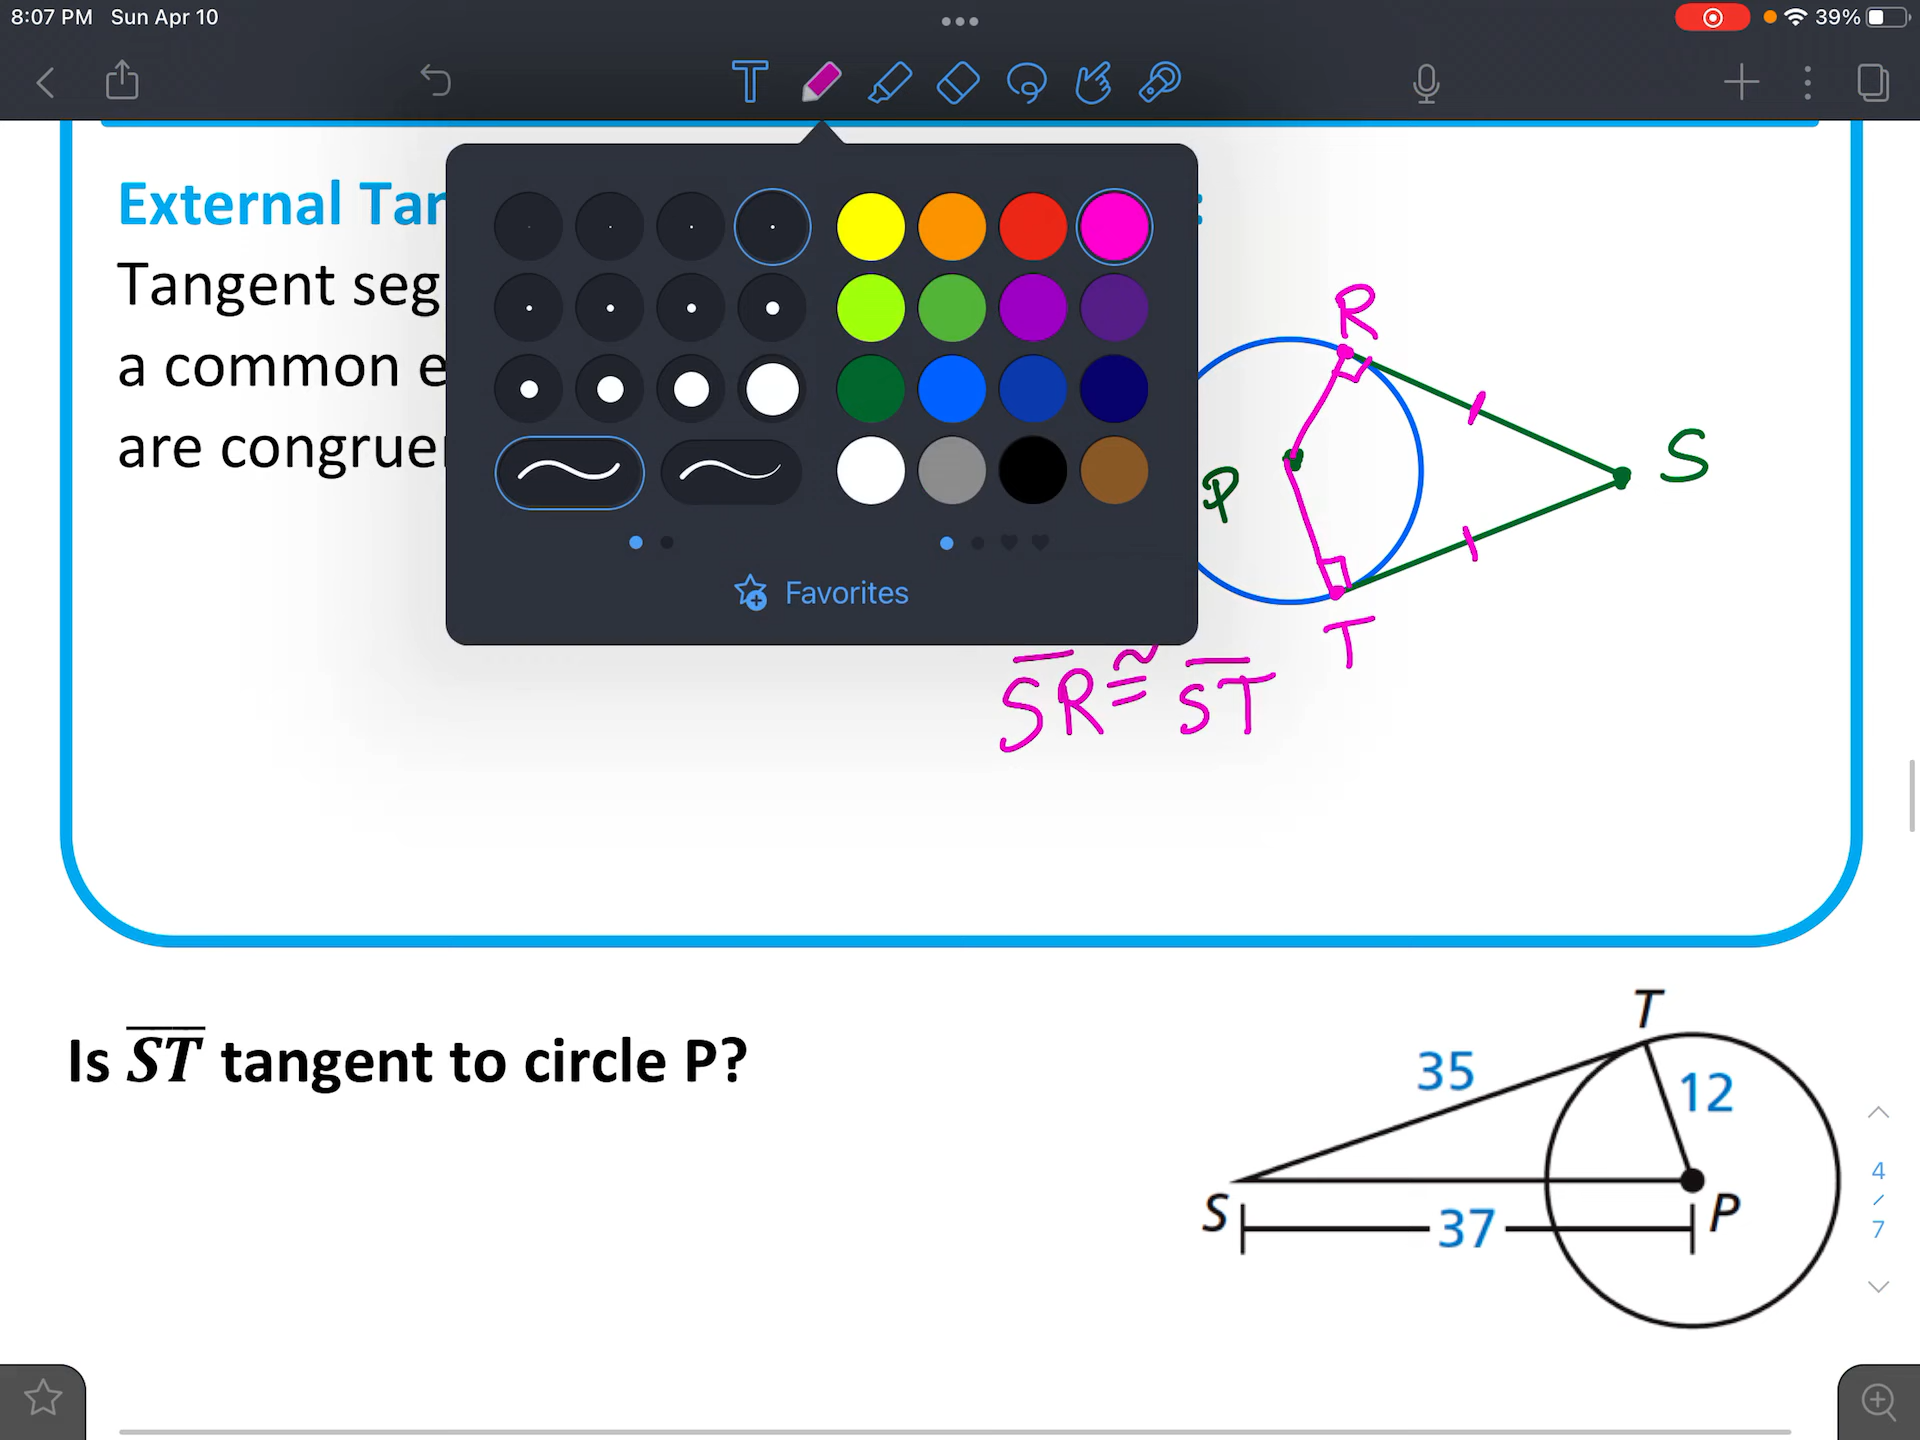 8:07 PM Sun Apr 10
39%
T
External Tan
Tangent seg
a common e
are congruen
Favorites
R
S
P
T
SR ≅ ST
Is ST tangent to circle P?
T
35
12
S
37
P
4
/
7